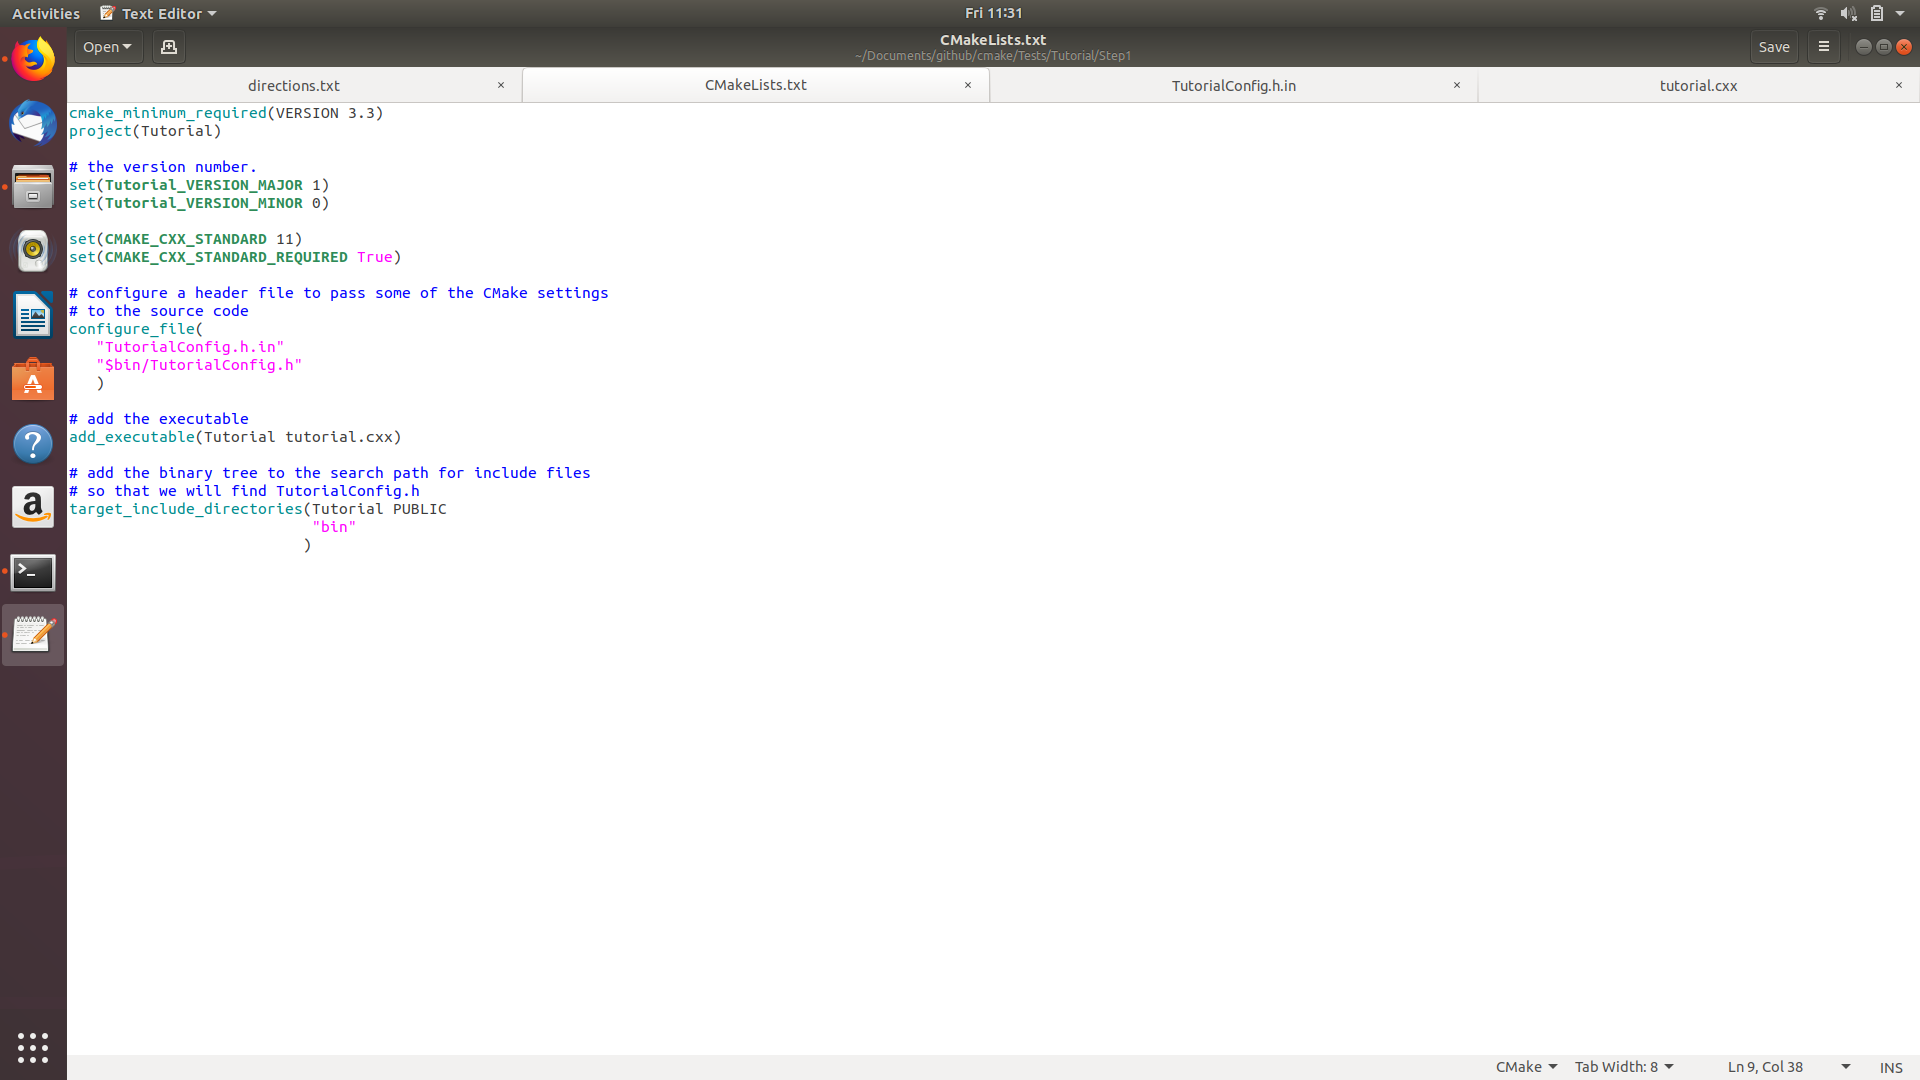 Activities Text Editor Fri 11:31
Open CMakeLists.txt Save
~/Documents/github/cmake/Tests/Tutorial/Step1
directions.txt × CMakeLists.txt × TutorialConfig.h.in × tutorial.cxx ×
cmake_minimum_required(VERSION 3.3)
project(Tutorial)
# the version number.
set(Tutorial_VERSION_MAJOR 1)
set(Tutorial_VERSION_MINOR 0)
set(CMAKE_CXX_STANDARD 11)
set(CMAKE_CXX_STANDARD_REQUIRED True)
# configure a header file to pass some of the CMake settings
# to the source code
configure_file(
   "TutorialConfig.h.in"
   "$bin/TutorialConfig.h"
   )
# add the executable
add_executable(Tutorial tutorial.cxx)
# add the binary tree to the search path for include files
# so that we will find TutorialConfig.h
target_include_directories(Tutorial PUBLIC
                           "bin"
                          )
CMake Tab Width: 8 Ln 9, Col 38 INS